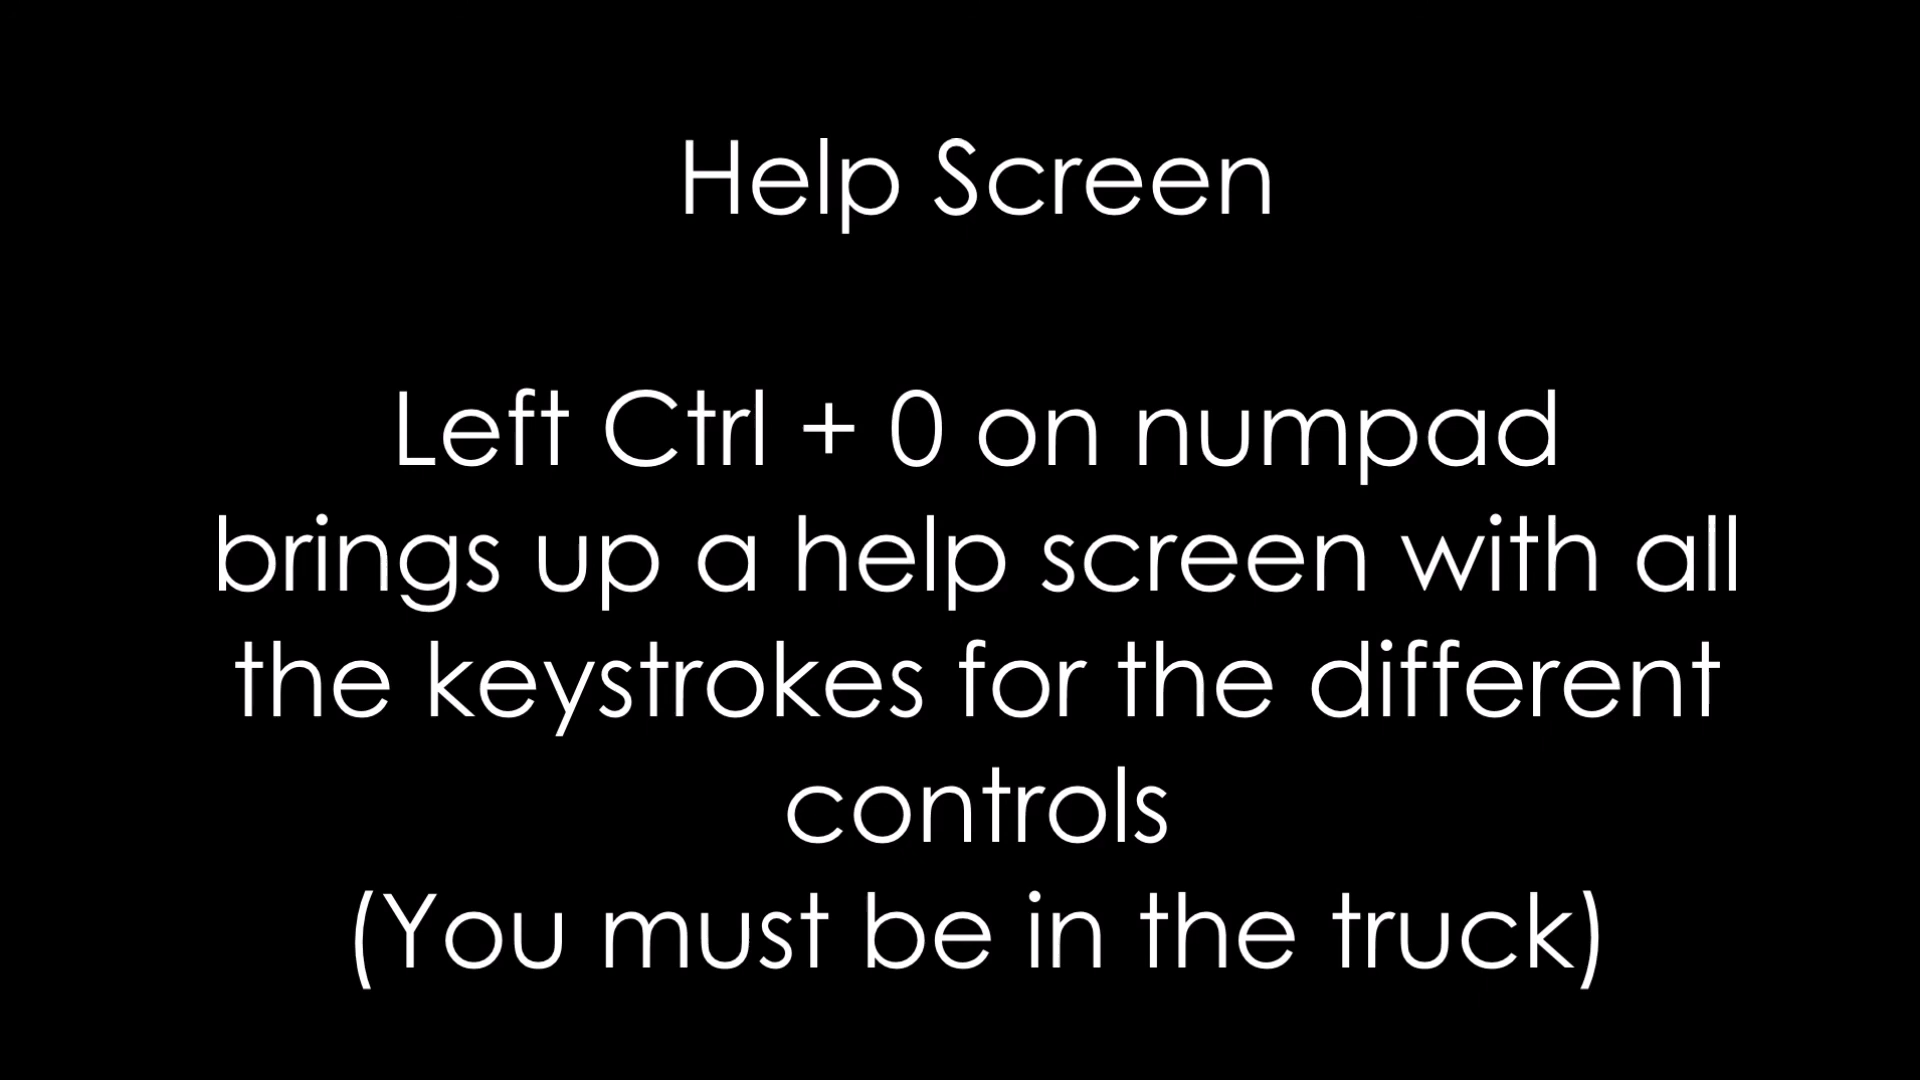 Help Screen
Left Ctrl + 0 on numpad
brings up a help screen with all
the keystrokes for the different
controls
(You must be in the truck)